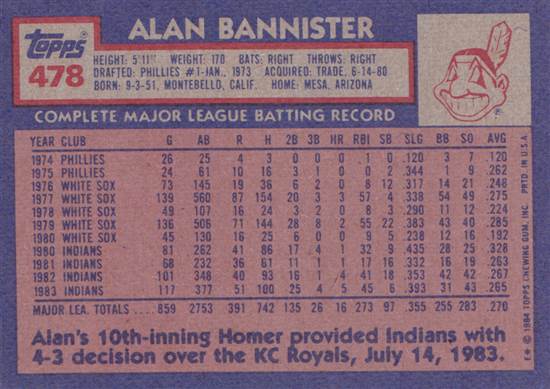 ALAN BANNISTER
Topps
478
HEIGHT: 5'11" WEIGHT: 170 BATS: RIGHT THROWS: RIGHT
DRAFTED: PHILLIES #1-JAN., 1973 ACQUIRED: TRADE, 6-14-80
BORN: 9-3-51, MONTEBELLO, CALIF. HOME: MESA, ARIZONA
COMPLETE MAJOR LEAGUE BATTING RECORD
YEAR CLUB G AB R H 2B 3B HR RBI SB SLG BB SO AVG
1974 PHILLIES 26 25 4 3 0 0 0 1 0 .120 3 7 .120
1975 PHILLIES 24 61 10 16 3 1 0 0 2 .344 1 9 .262
1976 WHITE SOX 73 145 19 36 6 2 0 8 12 .317 14 21 .248
1977 WHITE SOX 139 560 87 154 20 3 3 57 4 .338 54 49 .275
1978 WHITE SOX 49 107 16 24 3 2 0 8 3 .290 11 12 .224
1979 WHITE SOX 136 506 71 144 28 8 2 55 22 .383 43 40 .285
1980 WHITE SOX 45 130 16 25 6 0 0 9 5 .238 12 16 .192
1980 INDIANS 81 262 41 86 17 4 1 32 9 .435 28 25 .328
1981 INDIANS 68 232 36 61 11 1 1 17 16 .332 16 19 .263
1982 INDIANS 101 348 40 93 16 1 4 41 18 .353 42 41 .267
1983 INDIANS 117 377 51 100 25 4 5 45 6 .393 31 43 .265
MAJOR LEA. TOTALS 859 2753 391 742 135 26 16 273 97 .355 255 283 .270
Alan's 10th-inning Homer provided Indians with
4-3 decision over the KC Royals, July 14, 1983.
© 1984 TOPPS CHEWING GUM, INC. PRTD. IN U.S.A.